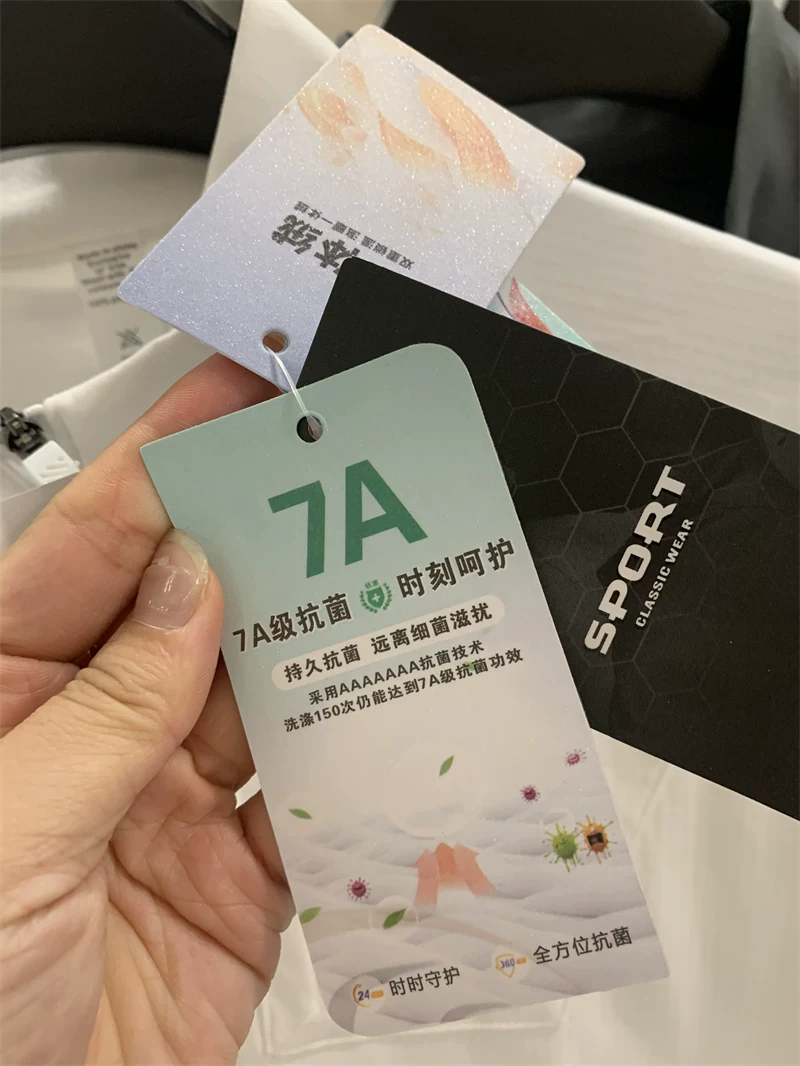 7A
7A级抗菌 时刻呵护
持久抗菌 远离细菌滋扰
采用AAAAAAA抗菌技术
洗涤150次仍能达到7A级抗菌功效
24 时时守护
360 全方位抗菌
SPORT
CLASSIC WEAR
体绒